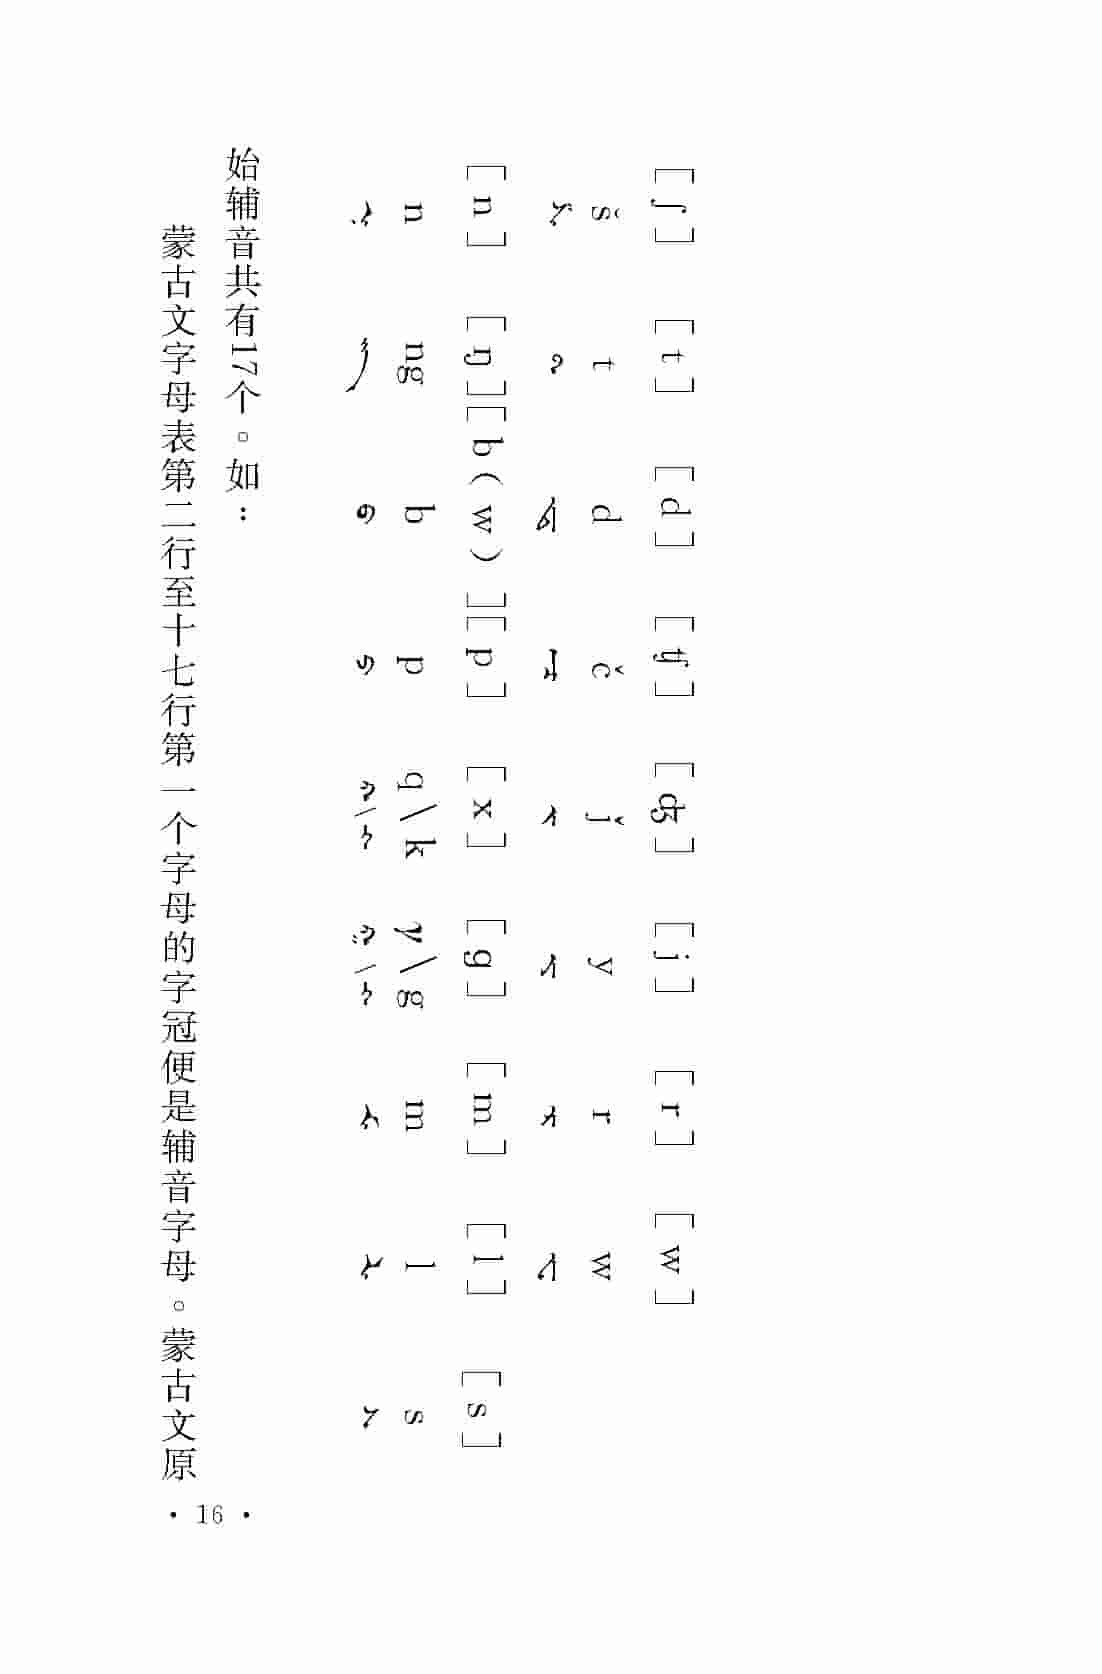 蒙古文字母表第二行至十七行第一个字母的字冠便是辅音字母。蒙古文原
始辅音共有17个。如:
ᠨ ᠩ ᠪ ᠫ ᠬ/ᠬ ᠭ/ᠭ ᠮ ᠯ ᠰ
n ng b p q/k γ/g m l s
[n] [ŋ] [b(w)] [p] [x] [g] [m] [l] [s]
ᠱ ᠲ ᠳ ᠴ ᠵ ᠶ ᠷ ᠸ
š t d č ǰ y r w
[ʃ] [t] [d] [ʧ] [ʤ] [j] [r] [w]
· 16 ·